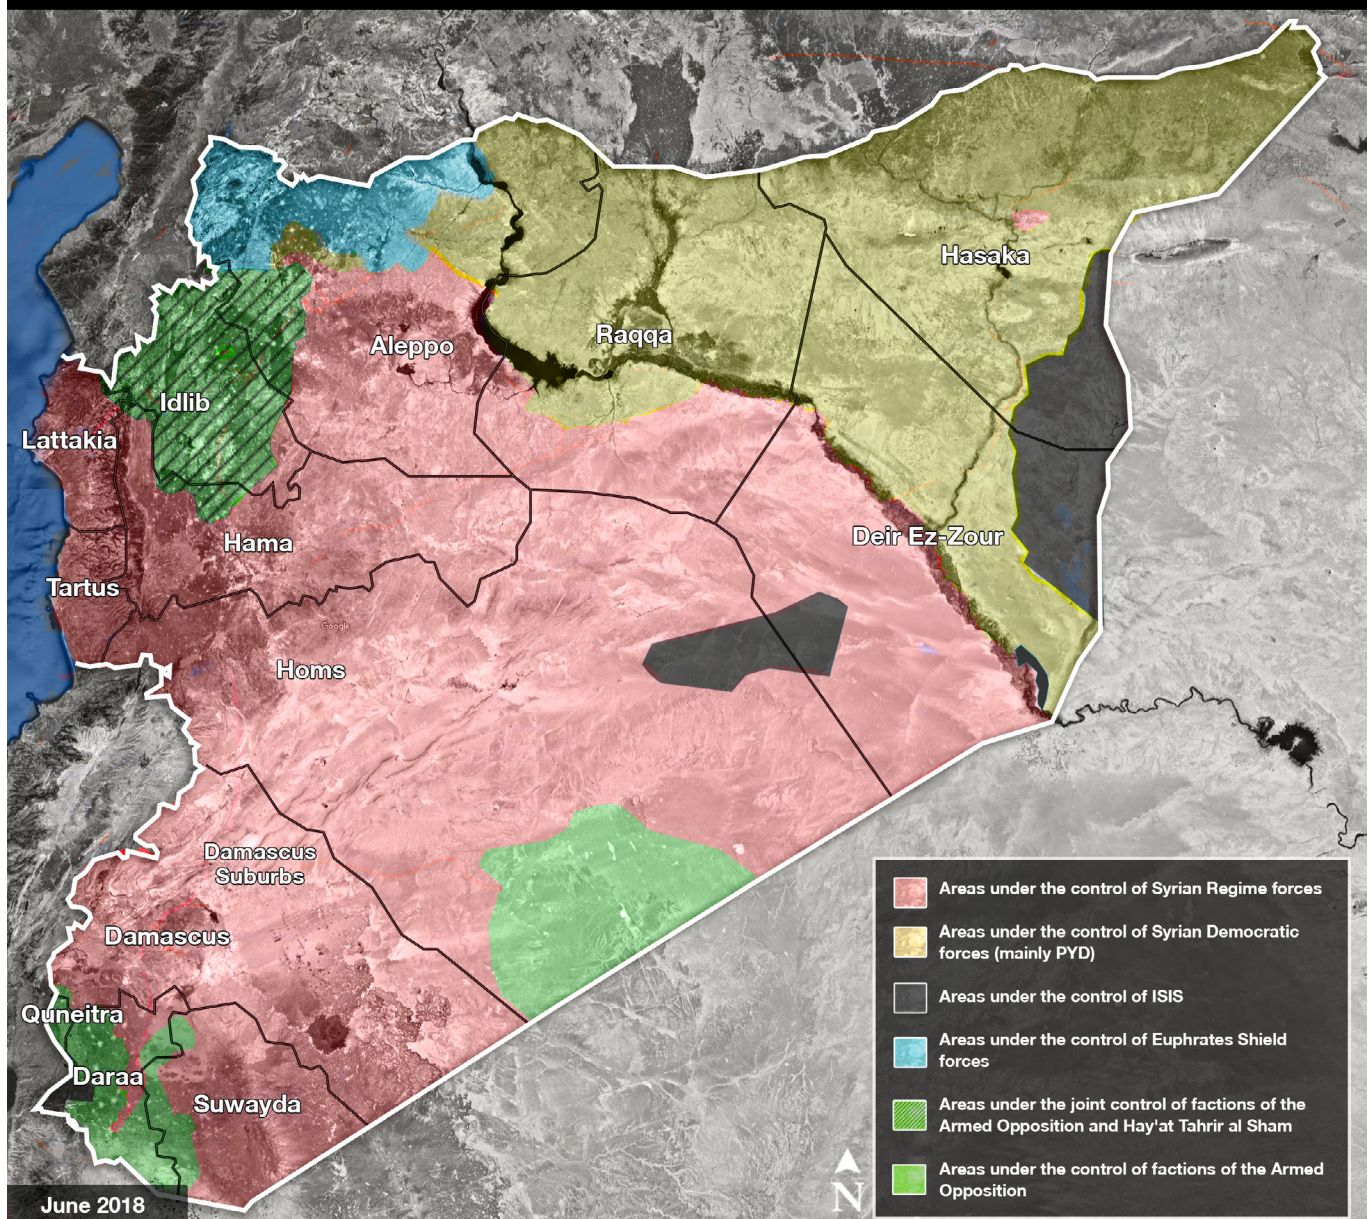 Hasaka
Raqqa
Aleppo
Idlib
Lattakia
Deir Ez-Zour
Hama
Tartus
Google
Homs
Damascus
Suburbs
Damascus
Quneitra
Daraa
Suwayda
Areas under the control of Syrian Regime forces
Areas under the control of Syrian Democratic
forces (mainly PYD)
Areas under the control of ISIS
Areas under the control of Euphrates Shield
forces
Areas under the joint control of factions of the
Armed Opposition and Hay'at Tahrir al Sham
Areas under the control of factions of the Armed
Opposition
N
June 2018